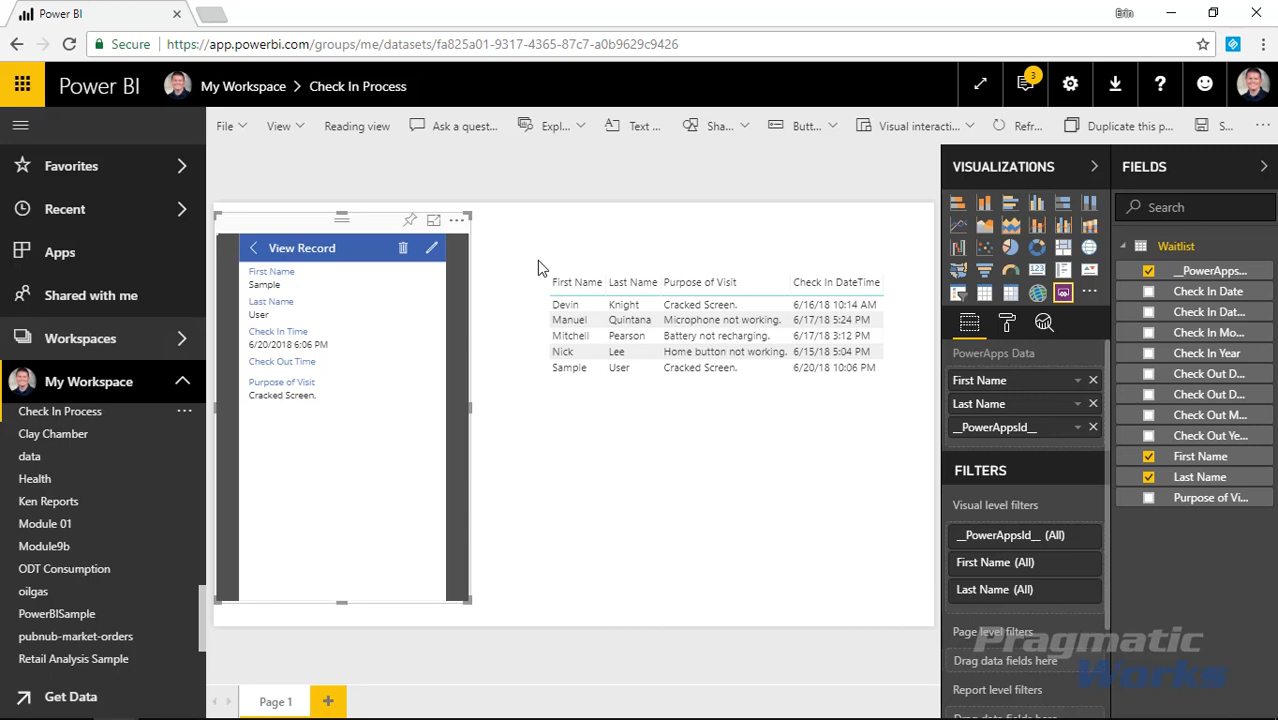 Power BI
Erin
Secure https://app.powerbi.com/groups/me/datasets/fa825a01-9317-4365-87c7-a0b9629c9426
Power BI My Workspace > Check In Process 3
File View Reading view Ask a quest... Expl... Text ... Sha... Butt... Visual interacti... Refr... Duplicate this p... S... ...
Favorites
Recent
Apps
Shared with me
Workspaces
My Workspace
Check In Process ...
Clay Chamber
data
Health
Ken Reports
Module 01
Module9b
ODT Consumption
oilgas
PowerBISample
pubnub-market-orders
Retail Analysis Sample
Get Data
View Record
First Name
Sample
Last Name
User
Check In Time
6/20/2018 6:06 PM
Check Out Time
Purpose of Visit
Cracked Screen.
First Name Last Name Purpose of Visit Check In DateTime
Devin Knight Cracked Screen. 6/16/18 10:14 AM
Manuel Quintana Microphone not working. 6/17/18 5:24 PM
Mitchell Pearson Battery not recharging. 6/17/18 3:12 PM
Nick Lee Home button not working. 6/15/18 5:04 PM
Sample User Cracked Screen. 6/20/18 10:06 PM
Page 1
VISUALIZATIONS
PowerApps Data
First Name
Last Name
__PowerAppsId__
FILTERS
Visual level filters
__PowerAppsId__ (All)
First Name (All)
Last Name (All)
Page level filters
Drag data fields here
Report level filters
Drag data fields here
FIELDS
Search
Waitlist
__PowerApps...
Check In Date
Check In Dat...
Check In Mo...
Check In Year
Check Out D...
Check Out D...
Check Out M...
Check Out Ye...
First Name
Last Name
Purpose of Vi...
Pragmatic
Works